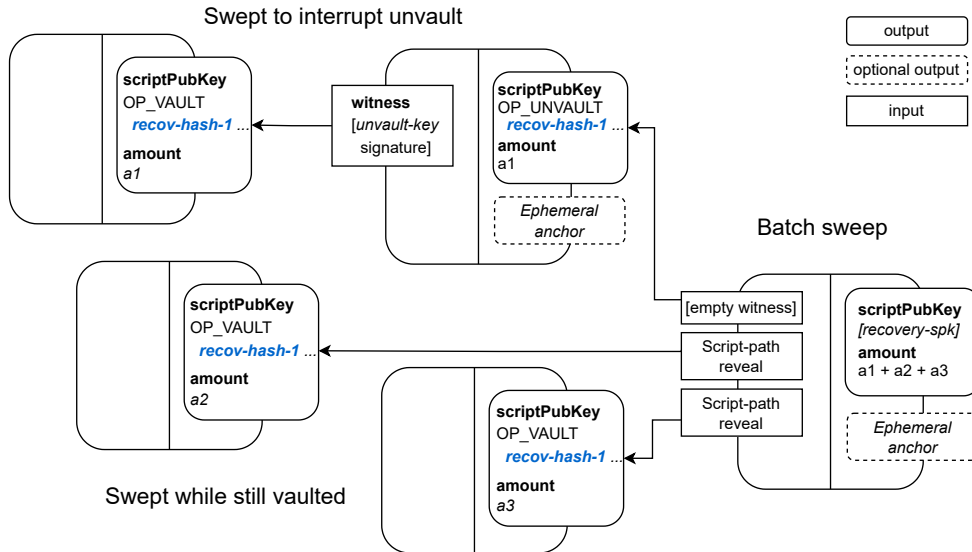 Swept to interrupt unvault
output
optional output
input
scriptPubKey
OP_VAULT
recov-hash-1 ...
amount
a1
witness
[unvault-key
signature]
scriptPubKey
OP_UNVAULT
recov-hash-1 ...
amount
a1
Ephemeral
anchor
Batch sweep
scriptPubKey
OP_VAULT
recov-hash-1 ...
amount
a2
[empty witness]
Script-path
reveal
Script-path
reveal
scriptPubKey
[recovery-spk]
amount
a1 + a2 + a3
Ephemeral
anchor
scriptPubKey
OP_VAULT
recov-hash-1 ...
amount
a3
Swept while still vaulted